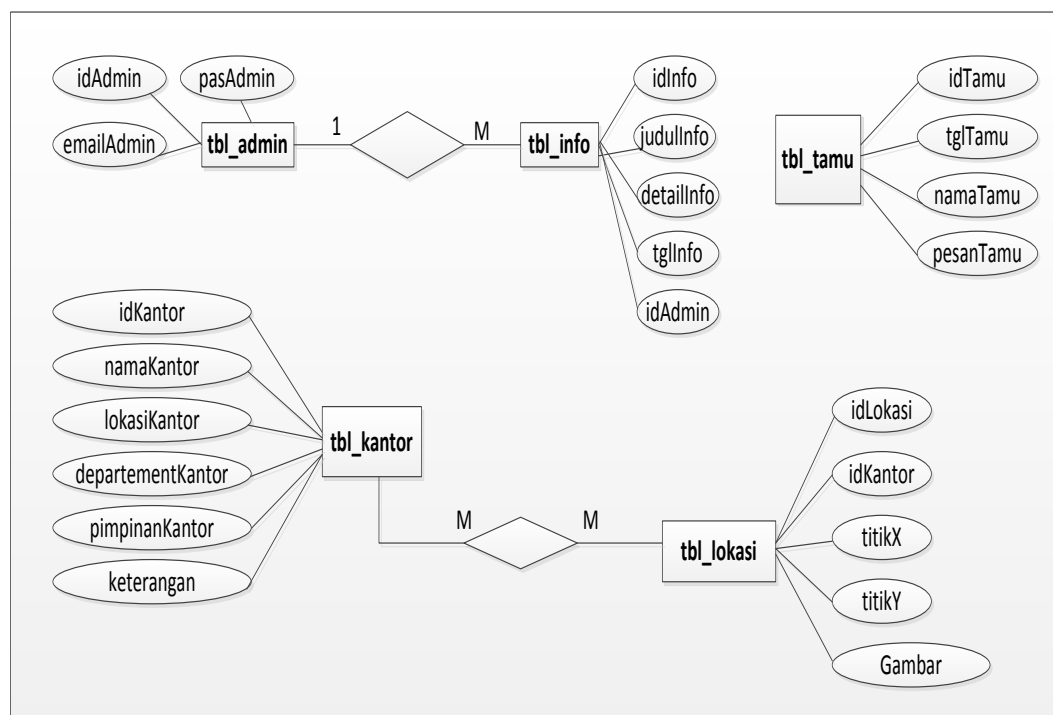 idAdmin
pasAdmin
emailAdmin
tbl_admin
1
M
tbl_info
idInfo
judulInfo
detailInfo
tglInfo
idAdmin
tbl_tamu
idTamu
tglTamu
namaTamu
pesanTamu
idKantor
namaKantor
lokasiKantor
departementKantor
pimpinanKantor
keterangan
tbl_kantor
M
M
tbl_lokasi
idLokasi
idKantor
titikX
titikY
Gambar